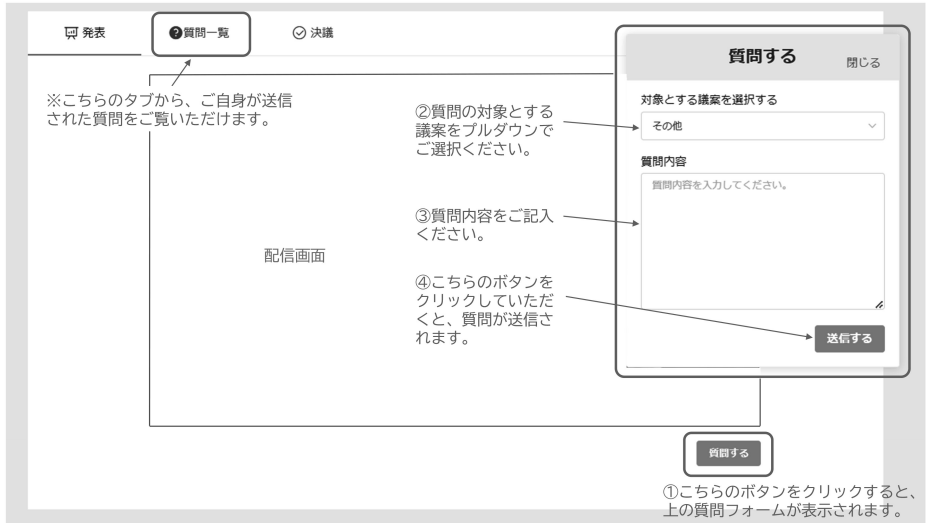 発表
?質問一覧
決議
※こちらのタブから、ご自身が送信
された質問をご覧いただけます。
配信画面
②質問の対象とする
議案をプルダウンで
ご選択ください。
③質問内容をご記入
ください。
④こちらのボタンを
クリックしていただ
くと、質問が送信さ
れます。
質問する
閉じる
対象とする議案を選択する
その他
質問内容
質問内容を入力してください。
送信する
質問する
①こちらのボタンをクリックすると、
上の質問フォームが表示されます。